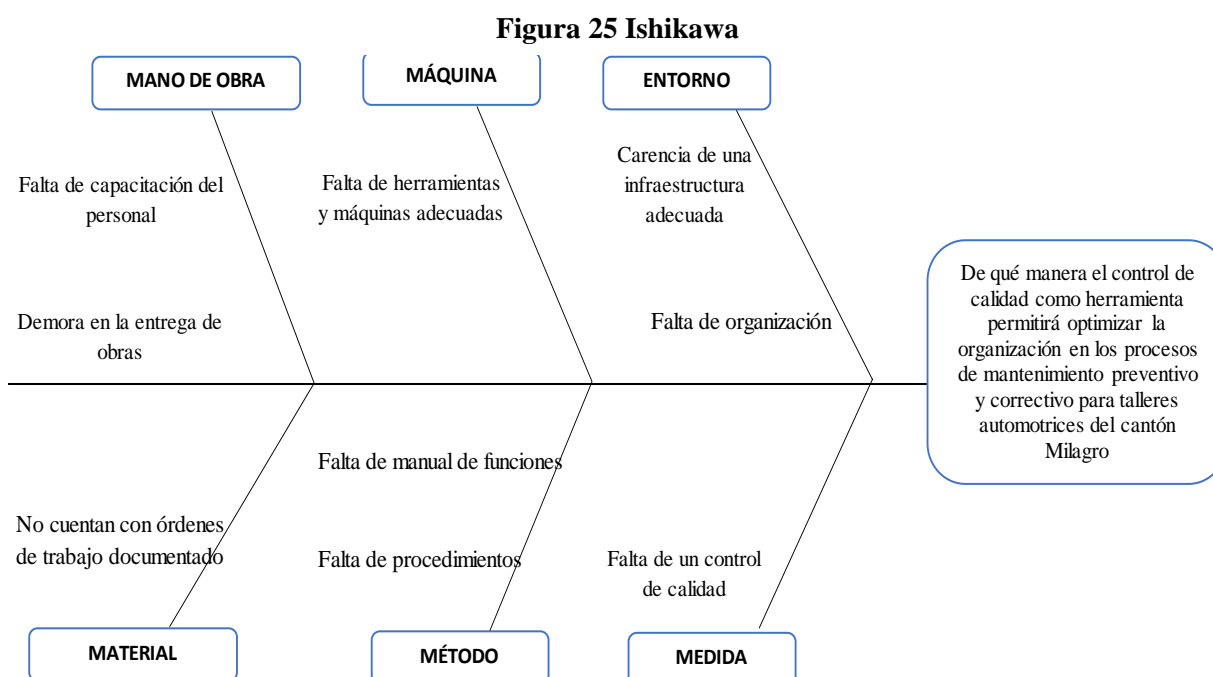 Figura 25 Ishikawa
MANO DE OBRA
MÁQUINA
ENTORNO
Falta de capacitación del
personal
Falta de herramientas
y máquinas adecuadas
Carencia de una
infraestructura
adecuada
Demora en la entrega de
obras
Falta de organización
De qué manera el control de
calidad como herramienta
permitirá optimizar la
organización en los procesos
de mantenimiento preventivo
y correctivo para talleres
automotrices del cantón
Milagro
Falta de manual de funciones
No cuentan con órdenes
de trabajo documentado
Falta de procedimientos
Falta de un control
de calidad
MATERIAL
MÉTODO
MEDIDA